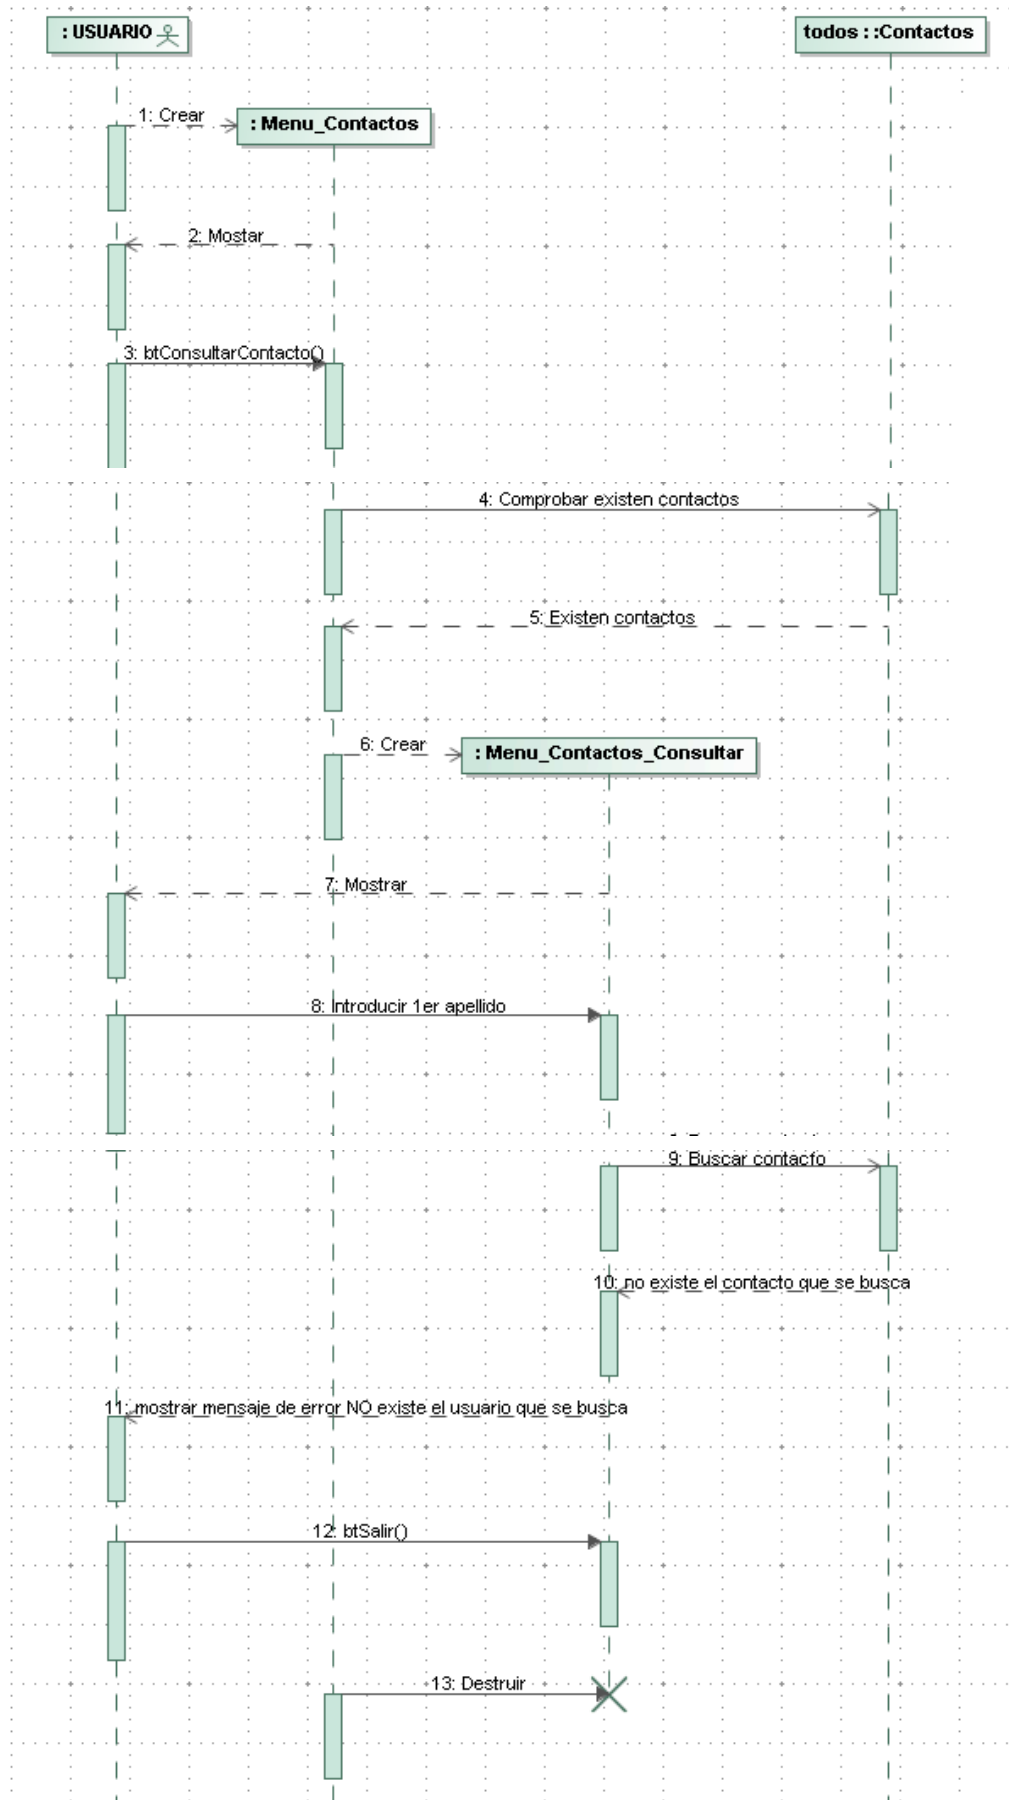 : USUARIO
todos : :Contactos
1: Crear
: Menu_Contactos
2: Mostar
3: btConsultarContacto()
4: Comprobar existen contactos
5: Existen contactos
6: Crear
: Menu_Contactos_Consultar
7: Mostrar
8: Introducir 1er apellido
9: Buscar contacfo
10: no existe el contacto que se busca
11: mostrar mensaje de error NO existe el usuario que se busca
12: btSalir()
13: Destruir